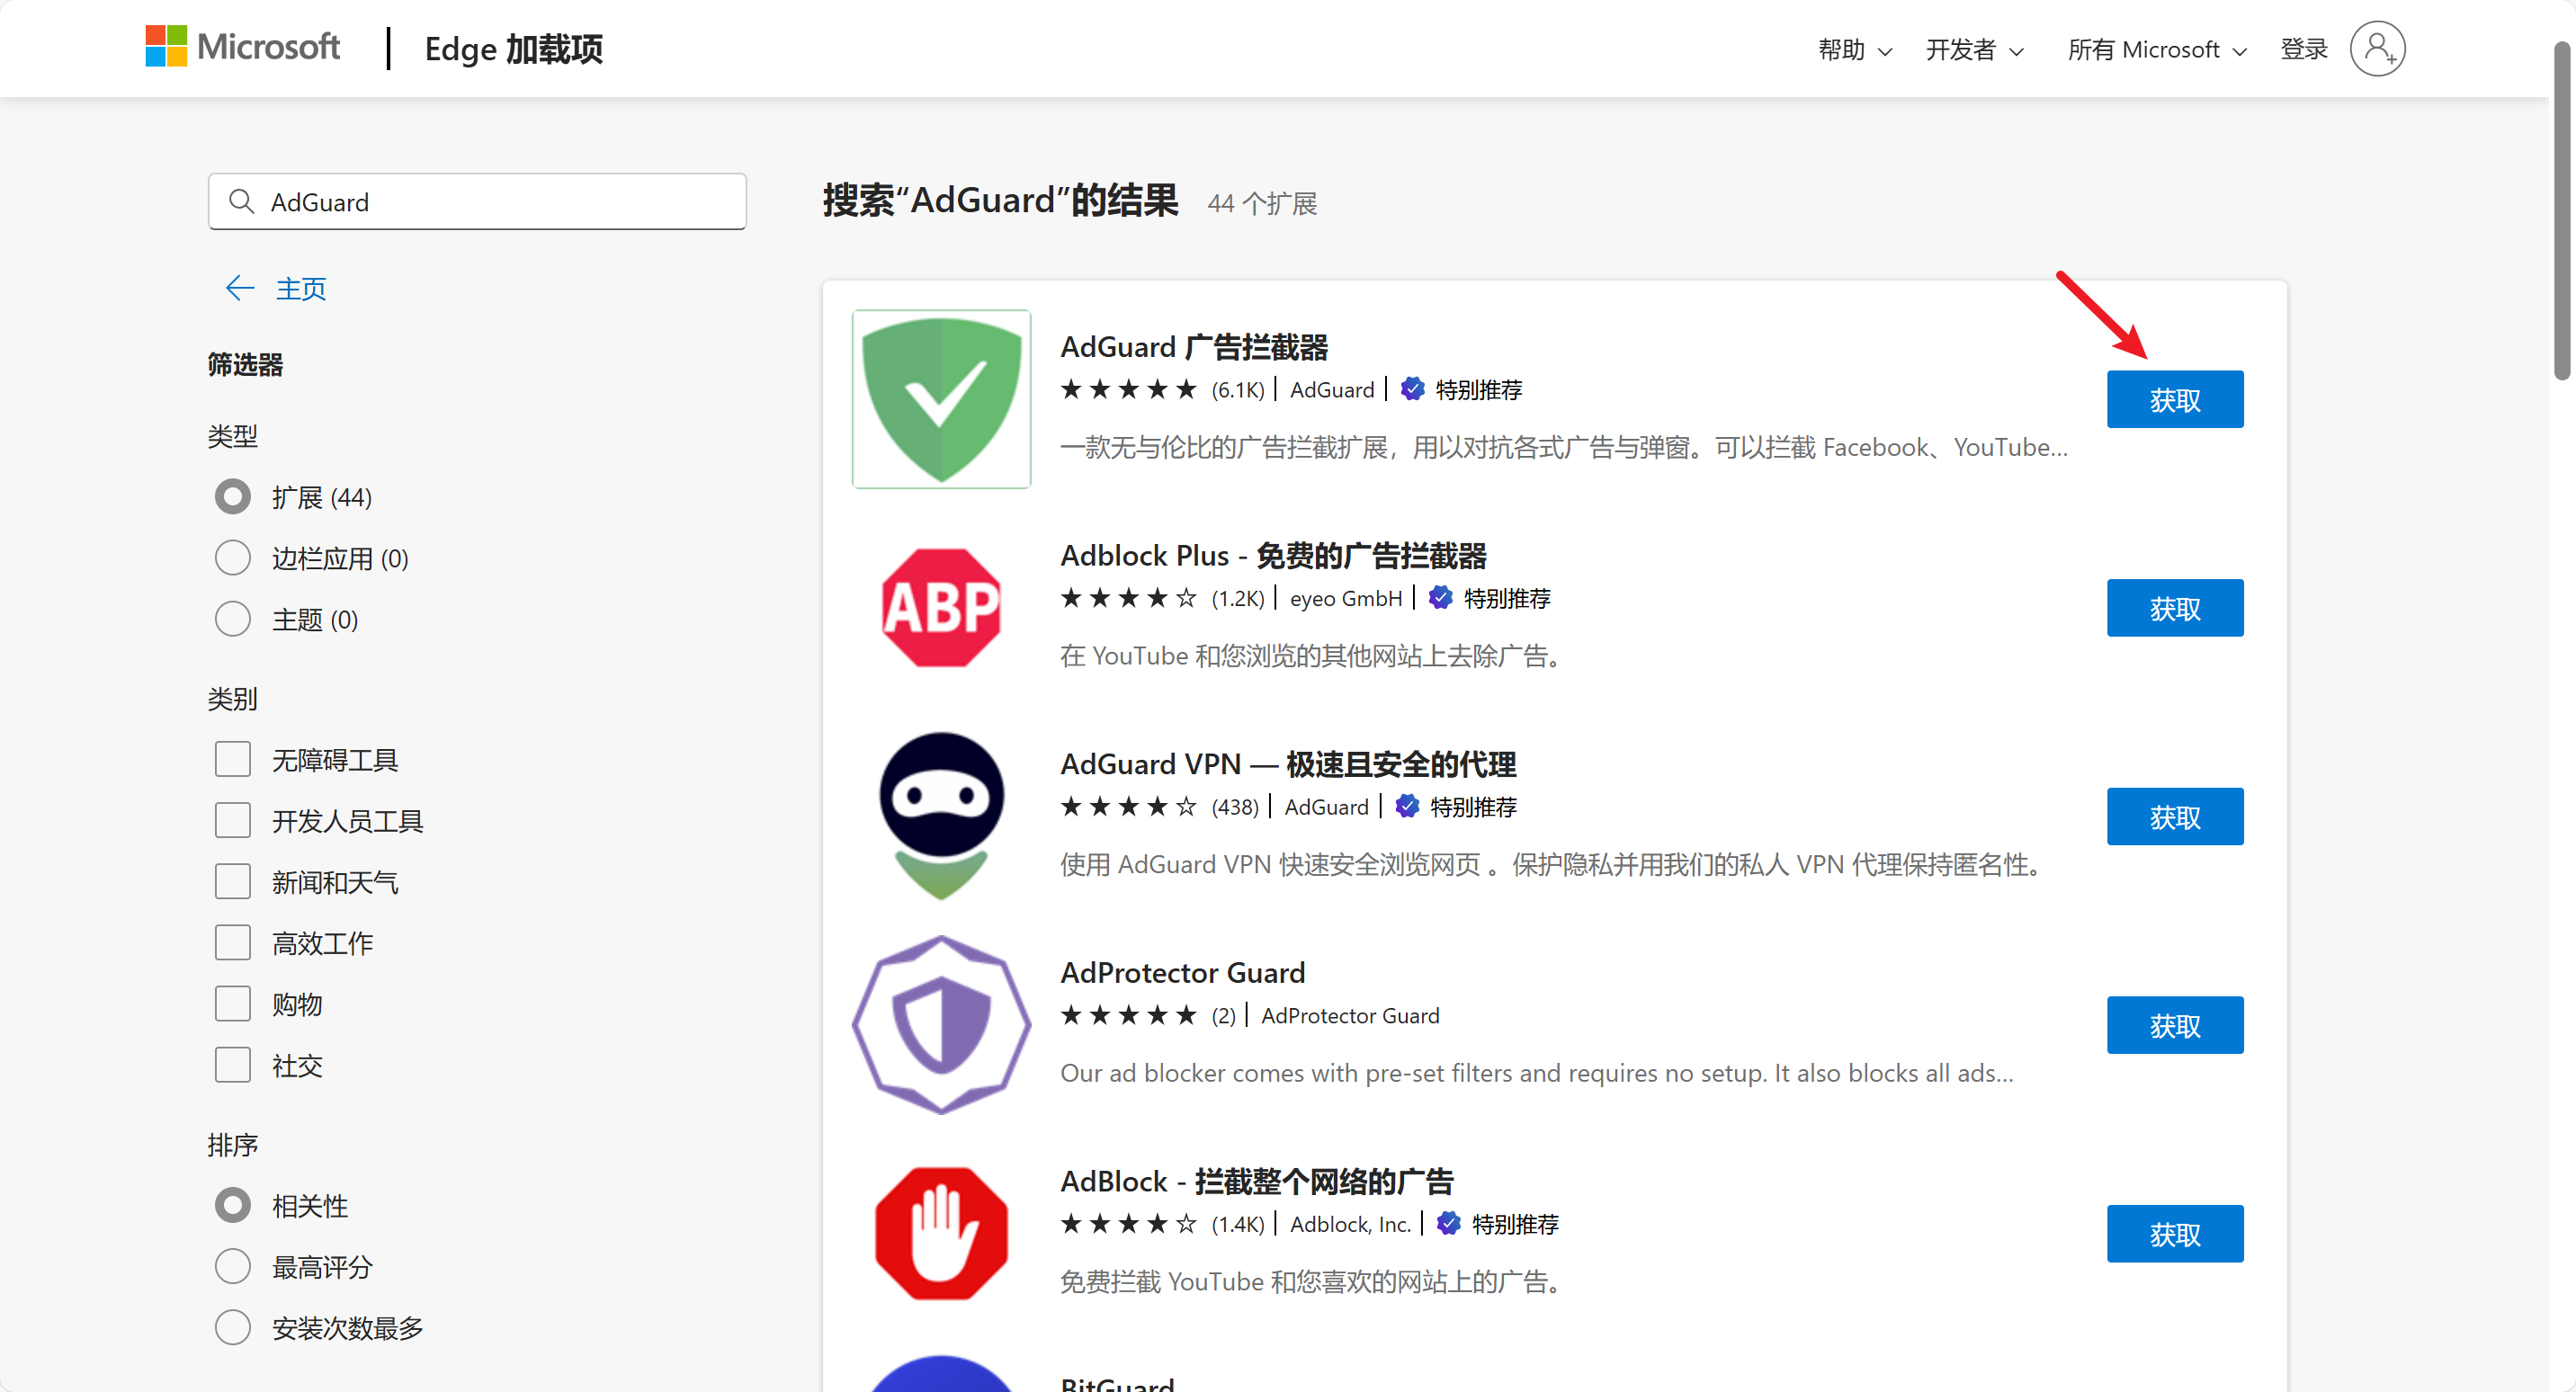 Microsoft | Edge 加载项
帮助
开发者
所有 Microsoft
登录
AdGuard
主页
筛选器
类型
扩展 (44)
边栏应用 (0)
主题 (0)
类别
无障碍工具
开发人员工具
新闻和天气
高效工作
购物
社交
排序
相关性
最高评分
安装次数最多
搜索“AdGuard”的结果 44 个扩展
AdGuard 广告拦截器
(6.1K) | AdGuard | 特别推荐
一款无与伦比的广告拦截扩展，用以对抗各式广告与弹窗。可以拦截 Facebook、YouTube...
获取
ABP
Adblock Plus - 免费的广告拦截器
(1.2K) | eyeo GmbH | 特别推荐
在 YouTube 和您浏览的其他网站上去除广告。
获取
AdGuard VPN — 极速且安全的代理
(438) | AdGuard | 特别推荐
使用 AdGuard VPN 快速安全浏览网页 。保护隐私并用我们的私人 VPN 代理保持匿名性。
获取
AdProtector Guard
(2) | AdProtector Guard
Our ad blocker comes with pre-set filters and requires no setup. It also blocks all ads...
获取
AdBlock - 拦截整个网络的广告
(1.4K) | Adblock, Inc. | 特别推荐
免费拦截 YouTube 和您喜欢的网站上的广告。
获取
BitGuard